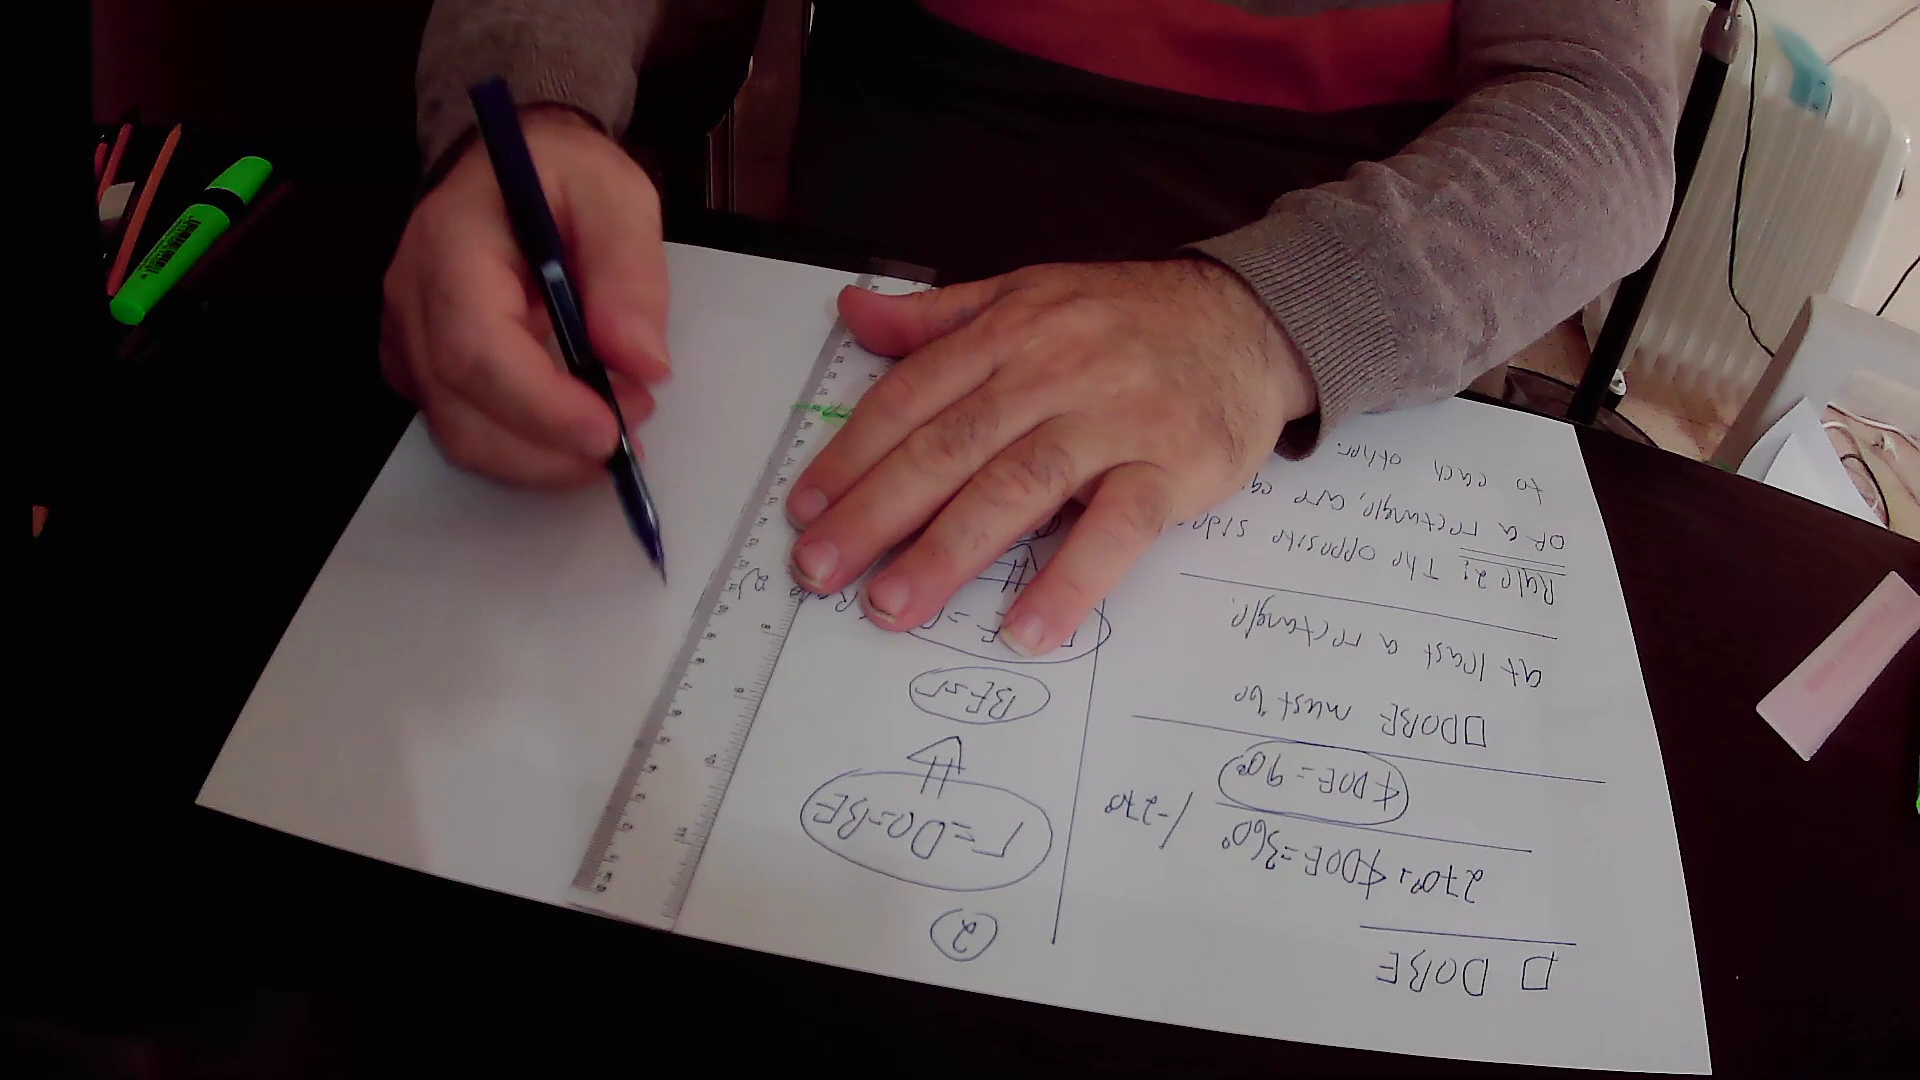 □ DOBE
270°+∢DOE=360° /-270°
∢DOE=90°
□DOBE must be
at least a rectangle.
Rule 2: The opposite side
of a rectangle, are eq
to each other.
2
r=DO=BE
⇓
BE=r